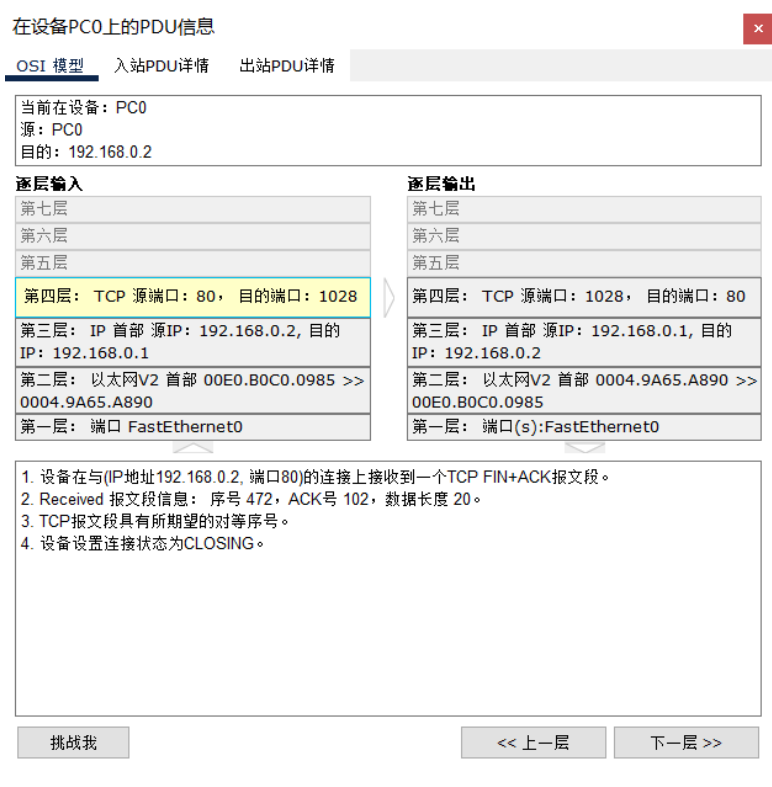 在设备PC0上的PDU信息
×
OSI 模型 入站PDU详情 出站PDU详情
当前在设备：PC0
源：PC0
目的：192.168.0.2
逐层输入
第七层
第六层
第五层
第四层： TCP 源端口：80， 目的端口：1028
第三层： IP 首部 源IP：192.168.0.2, 目的
IP：192.168.0.1
第二层： 以太网V2 首部 00E0.B0C0.0985 >>
0004.9A65.A890
第一层： 端口 FastEthernet0
逐层输出
第七层
第六层
第五层
第四层： TCP 源端口：1028， 目的端口：80
第三层： IP 首部 源IP：192.168.0.1, 目的
IP：192.168.0.2
第二层： 以太网V2 首部 0004.9A65.A890 >>
00E0.B0C0.0985
第一层： 端口(s):FastEthernet0
1. 设备在与(IP地址192.168.0.2, 端口80)的连接上接收到一个TCP FIN+ACK报文段。
2. Received 报文段信息： 序号 472，ACK号 102，数据长度 20。
3. TCP报文段具有所期望的对等序号。
4. 设备设置连接状态为CLOSING。
挑战我
<< 上一层
下一层 >>